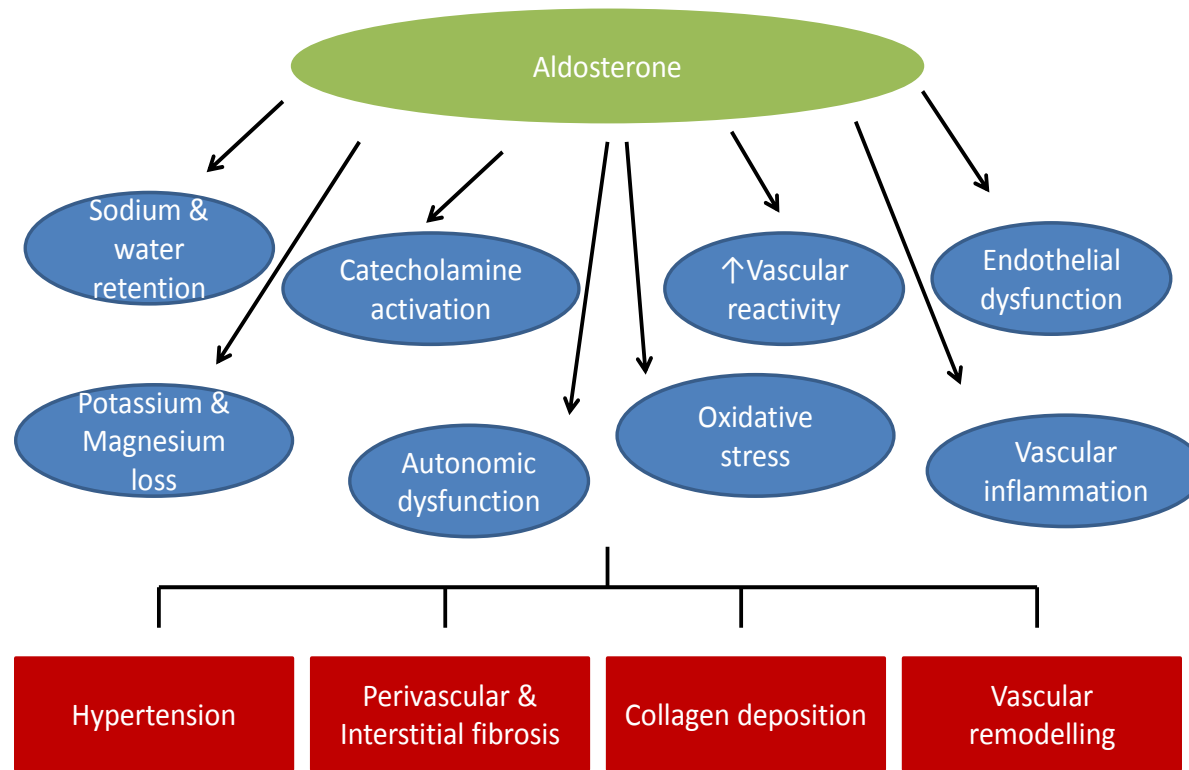 Aldosterone
Sodium &
water
retention
Catecholamine
activation
↑Vascular
reactivity
Endothelial
dysfunction
Potassium &
Magnesium
loss
Autonomic
dysfunction
Oxidative
stress
Vascular
inflammation
Hypertension
Perivascular &
Interstitial fibrosis
Collagen deposition
Vascular
remodelling